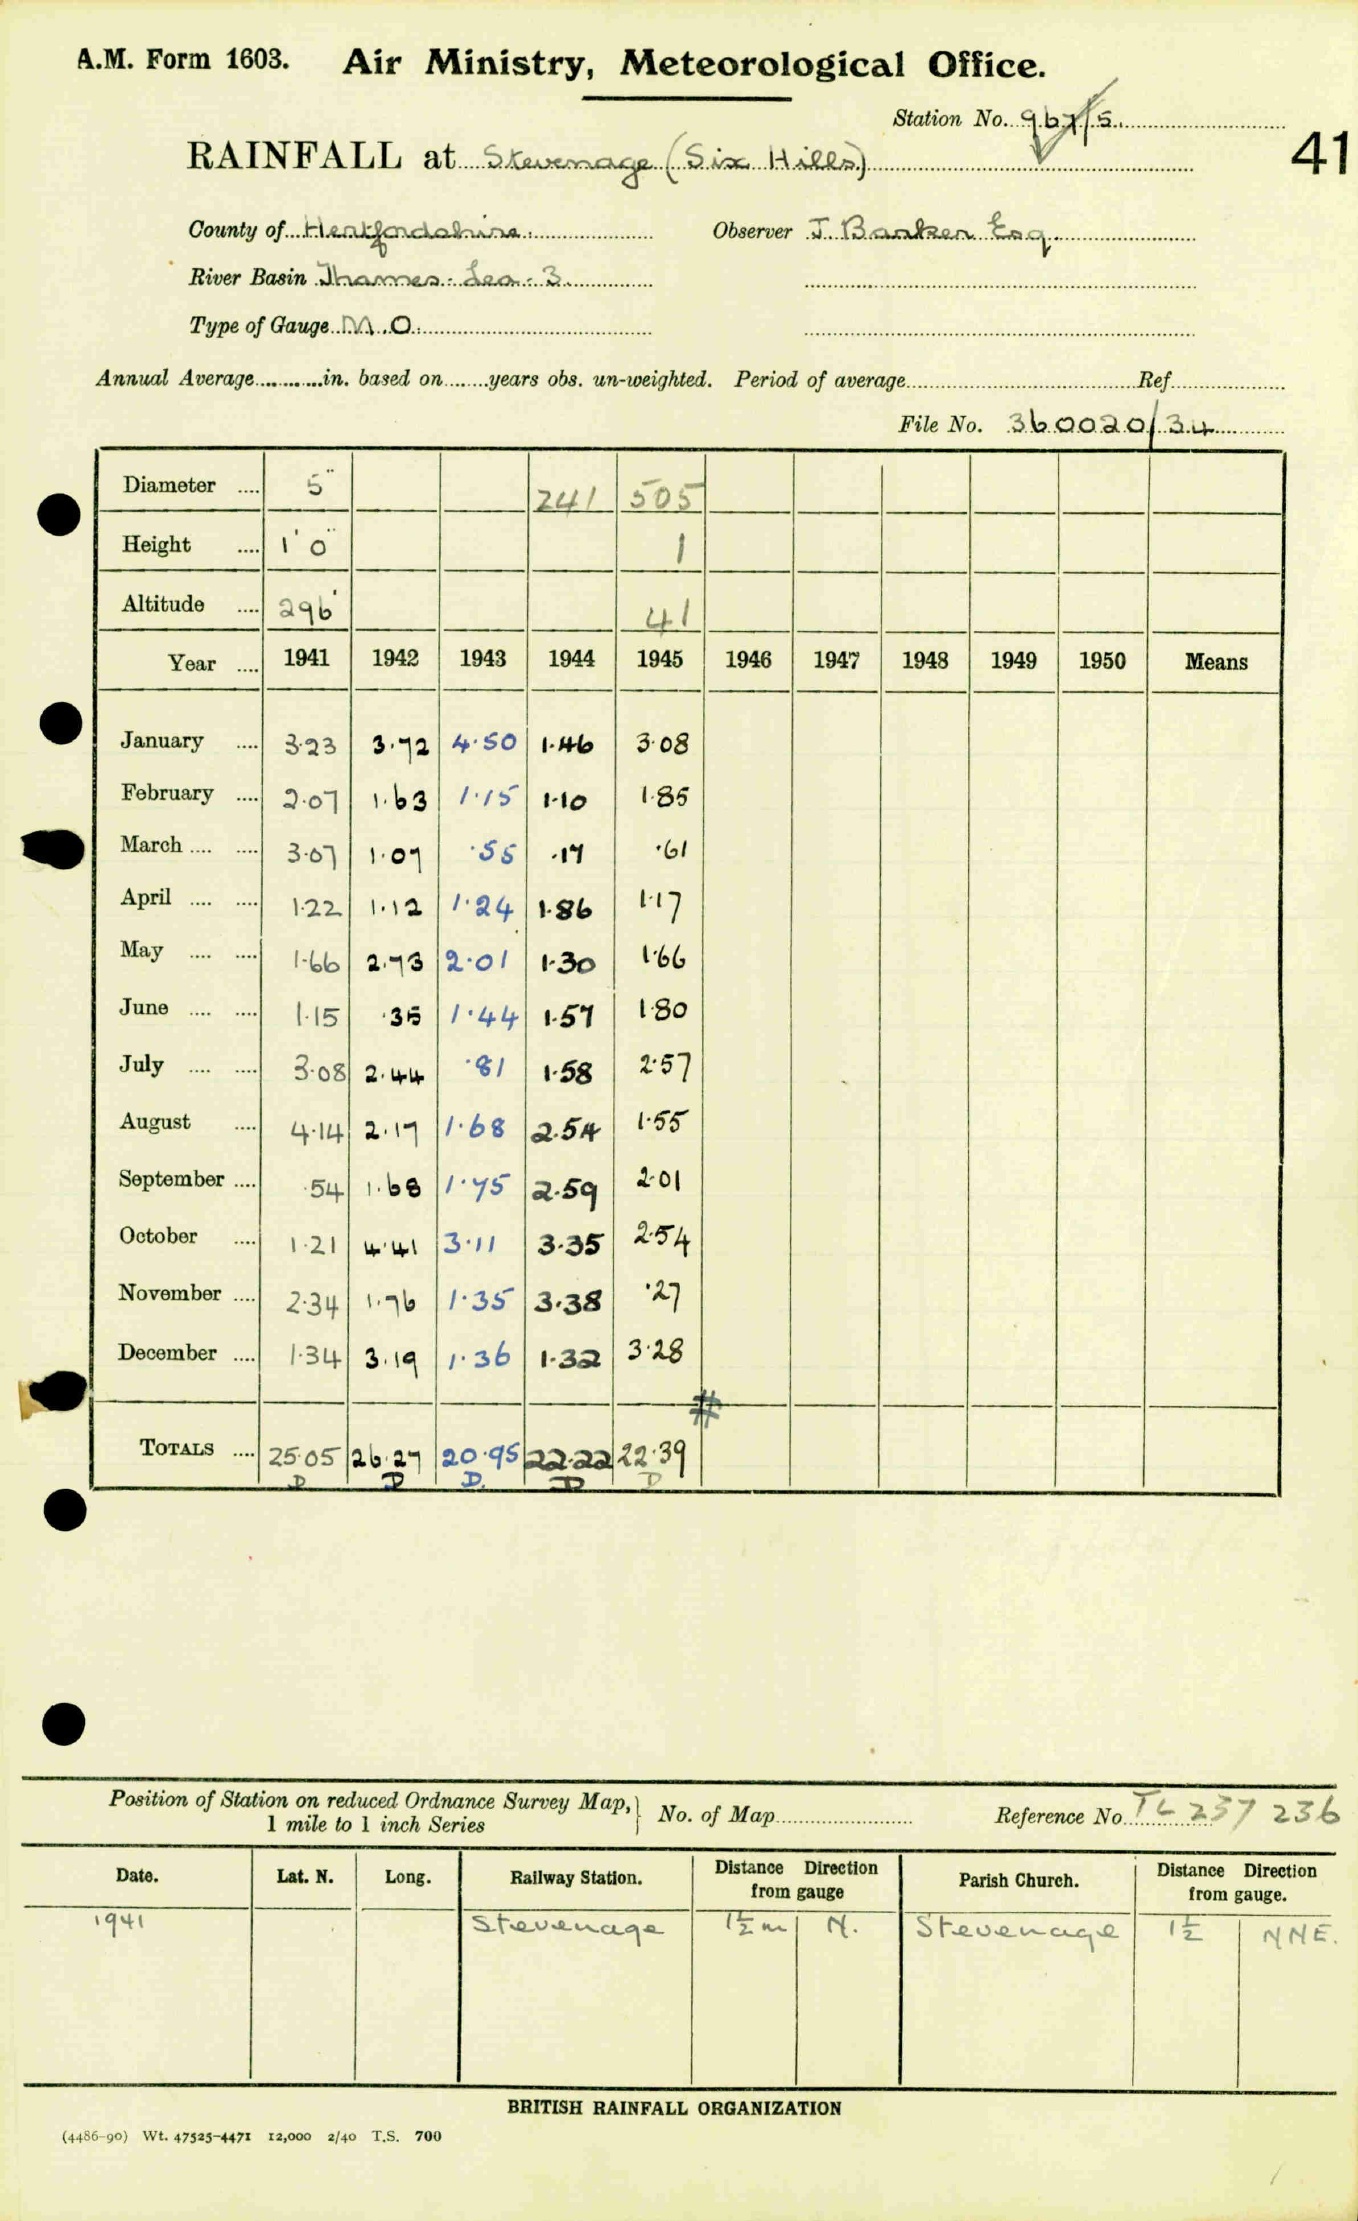 A.M. Form 1603. Air Ministry, Meteorological Office.
Station No. 967/5.
41
RAINFALL at Stevenage (Six Hills)
County of Hertfordshire. Observer J. Barker Esq.
River Basin Thames - Lea - 3.
Type of Gauge M.O.
Annual Average............in. based on........years obs. un-weighted. Period of average Ref
File No. 360020/34
Diameter .... 5" 241 505
Height .... 1' 0" 1
Altitude .... 296' 41
Year .... 1941 1942 1943 1944 1945 1946 1947 1948 1949 1950 Means
January .... 3.23 3.72 4.50 1.46 3.08
February .... 2.07 1.63 1.15 1.10 1.85
March .... .... 3.07 1.07 .55 .17 .61
April .... .... 1.22 1.12 1.24 1.86 1.17
May .... .... 1.66 2.73 2.01 1.30 1.66
June .... .... 1.15 .35 1.44 1.57 1.80
July .... .... 3.08 2.44 .81 1.58 2.57
August .... 4.14 2.17 1.68 2.54 1.55
September .... .54 1.68 1.75 2.59 2.01
October .... 1.21 4.41 3.11 3.35 2.54
November .... 2.34 1.76 1.35 3.38 .27
December .... 1.34 3.19 1.36 1.32 3.28
#
TOTALS .... 25.05 26.27 20.95 22.22 22.39
D D D. D D
Position of Station on reduced Ordnance Survey Map, 1 mile to 1 inch Series } No. of Map Reference No. TL 237 236
Date. Lat. N. Long. Railway Station. Distance Direction from gauge Parish Church. Distance Direction from gauge.
1941 Stevenage 1½ m N. Stevenage 1½ NNE.
BRITISH RAINFALL ORGANIZATION
(4486-90) Wt. 47525-4471 12,000 2/40 T.S. 700